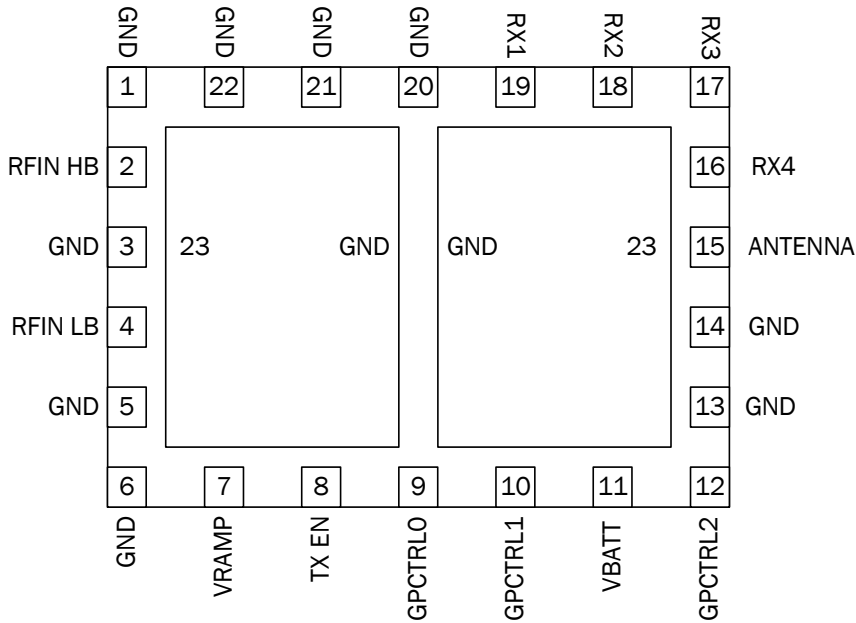 GND GND GND GND RX1 RX2 RX3
1 22 21 20 19 18 17
RFIN HB 2 16 RX4
GND 3 23 GND GND 23 15 ANTENNA
RFIN LB 4 14 GND
GND 5 13 GND
6 7 8 9 10 11 12
GND VRAMP TX EN GPCTRL0 GPCTRL1 VBATT GPCTRL2